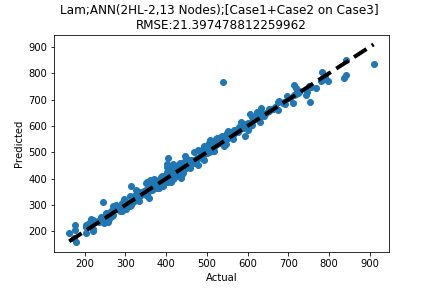 Lam;ANN(2HL-2,13 Nodes);[Case1+Case2 on Case3]
RMSE:21.397478812259962
900
800
700
600
500
400
300
200
Predicted
200 300 400 500 600 700 800 900
Actual